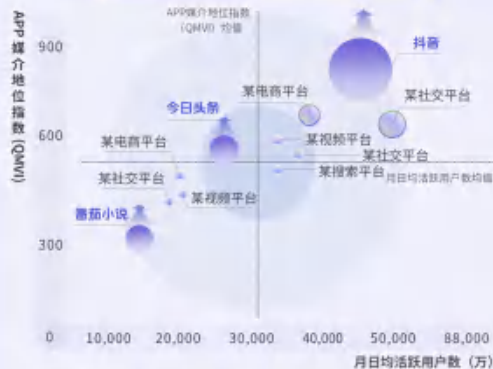 APP媒介地位指数
(QMVI) 均值
APP 媒介地位指数 (QMVI)
900
600
300
0
抖音
某电商平台
某社交平台
今日头条
某电商平台
某视频平台
某社交平台
某搜索平台
月日均活跃用户数均值
某社交平台
某视频平台
番茄小说
10,000
20,000
30,000
40,000
50,000
88,000
月日均活跃用户数（万）